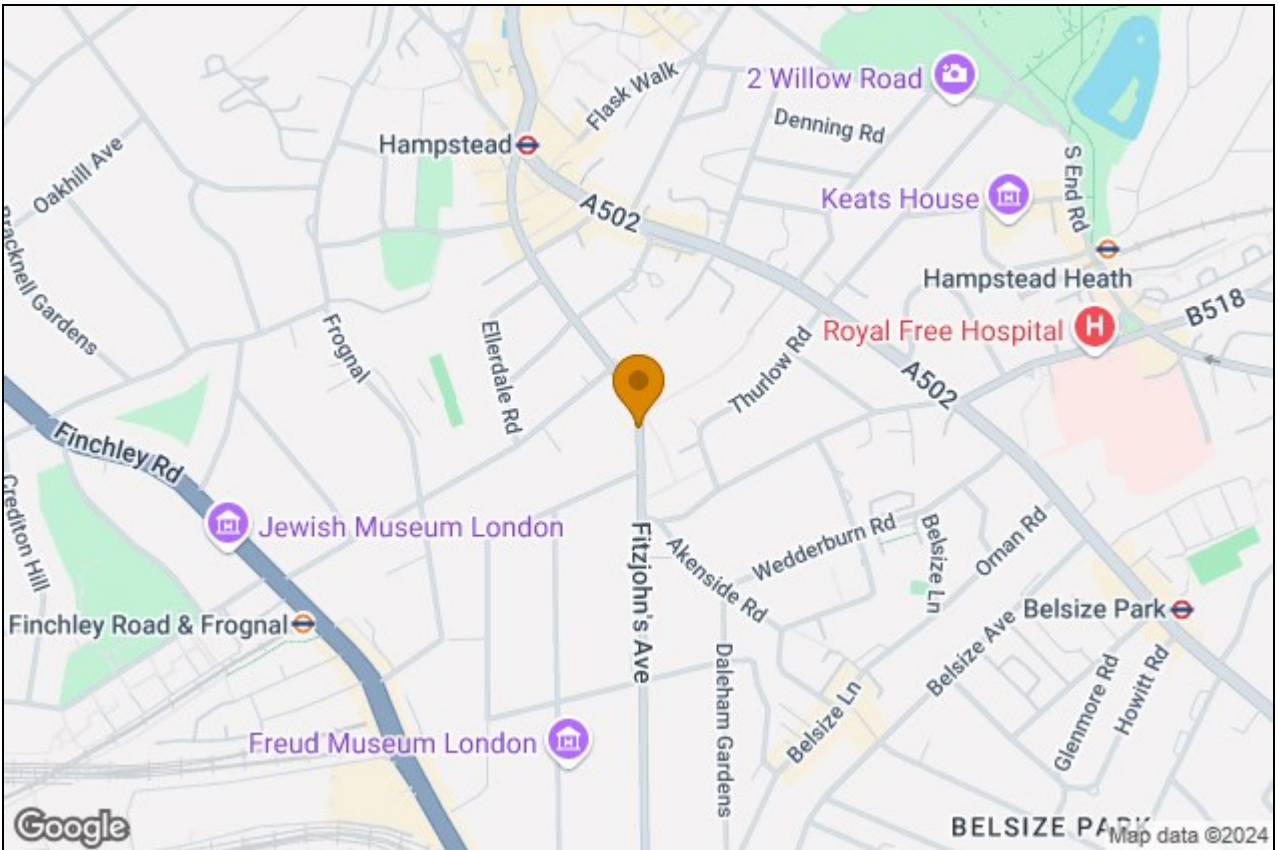 2 Willow Road
Flask Walk
Denning Rd
Hampstead
Oakhill Ave
S End Rd
Keats House
A502
Bracknell Gardens
Hampstead Heath
B518
Royal Free Hospital
Frognal
Ellerdale Rd
Thurlow Rd
A502
Finchley Rd
Crediton Hill
Jewish Museum London
Fitzjohn's Ave
Akenside Rd
Wedderburn Rd
Belsize Ln
Ornan Rd
Finchley Road & Frognal
Belsize Park
Belsize Ave
Daleham Gardens
Glenmore Rd
Howitt Rd
Belsize Ln
Freud Museum London
BELSIZE PARK
Google
Map data ©2024